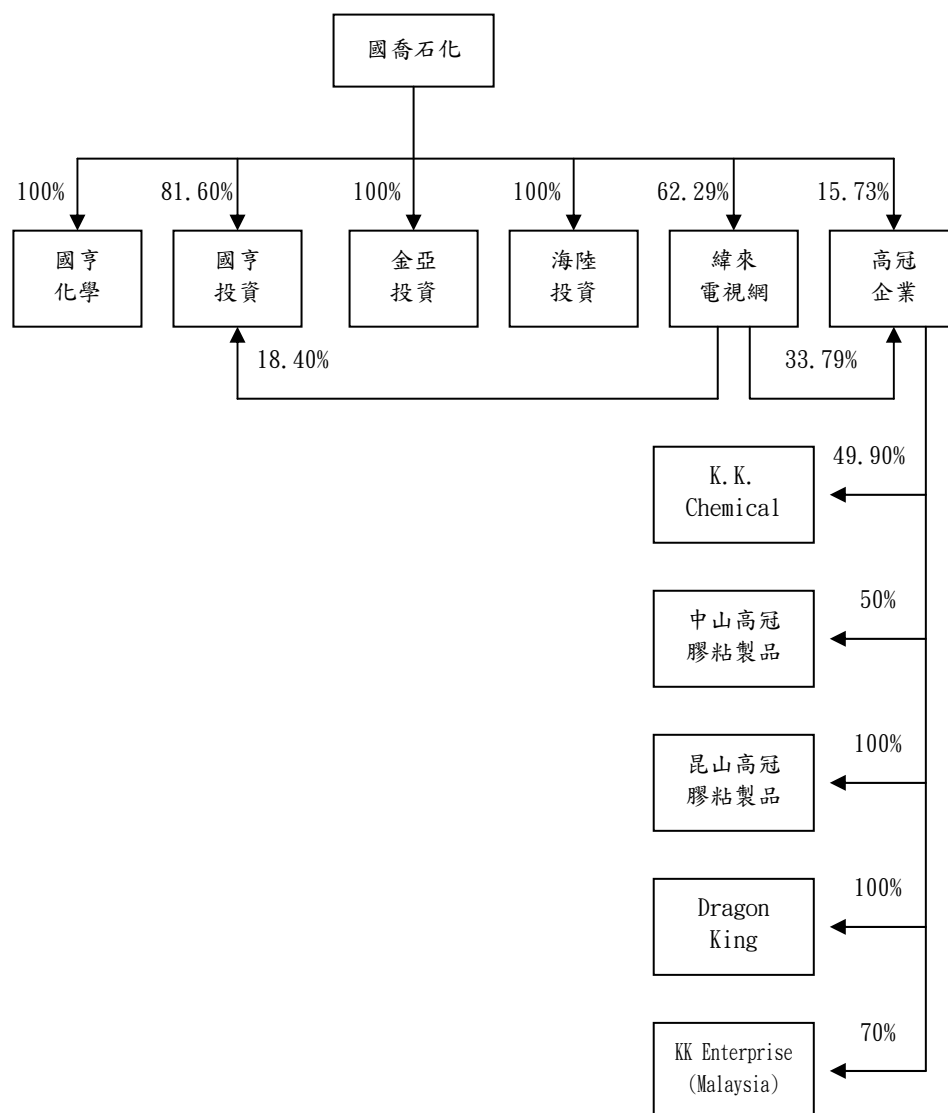 國喬石化
100%
81.60%
100%
100%
62.29%
15.73%
國亨
化學
國亨
投資
金亞
投資
海陸
投資
緯來
電視網
高冠
企業
18.40%
33.79%
49.90%
K.K.
Chemical
50%
中山高冠
膠粘製品
100%
昆山高冠
膠粘製品
100%
Dragon
King
70%
KK Enterprise
(Malaysia)